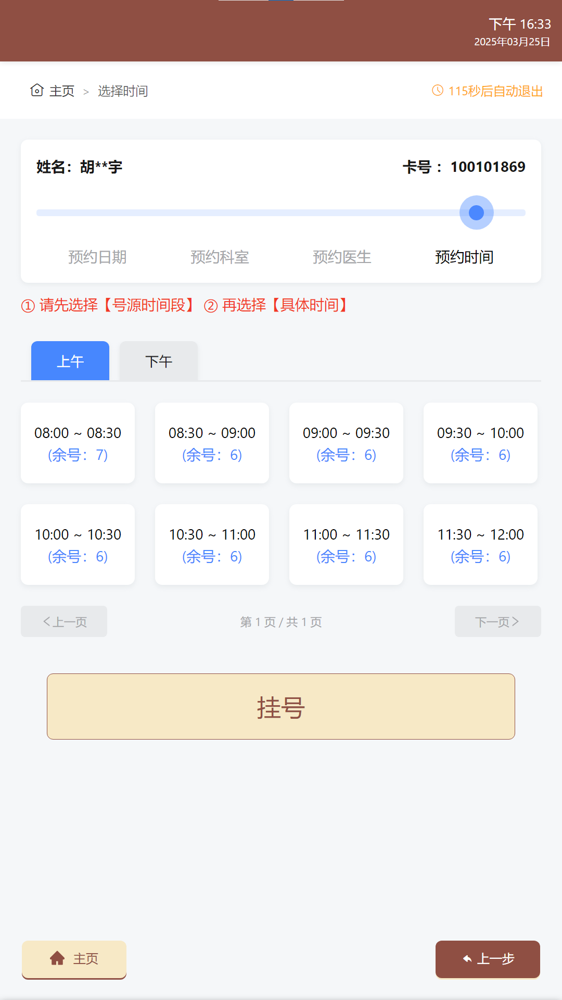 下午 16:33
2025年03月25日
主页 > 选择时间
115秒后自动退出
姓名：胡**宇
卡号： 100101869
预约日期 预约科室 预约医生 预约时间
① 请先选择【号源时间段】 ② 再选择【具体时间】
上午 下午
08:00 ~ 08:30 08:30 ~ 09:00 09:00 ~ 09:30 09:30 ~ 10:00
(余号：7) (余号：6) (余号：6) (余号：6)
10:00 ~ 10:30 10:30 ~ 11:00 11:00 ~ 11:30 11:30 ~ 12:00
(余号：6) (余号：6) (余号：6) (余号：6)
上一页 第 1 页 / 共 1 页 下一页
挂号
主页 上一步